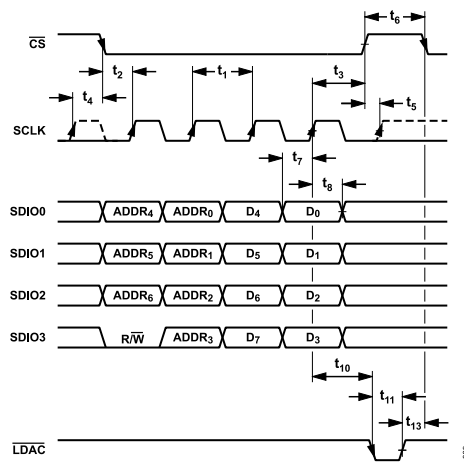 t6
CS
t2
t1
t3
t4
t5
SCLK
t7
t8
SDIO0 ADDR4 ADDR0 D4 D0
SDIO1 ADDR5 ADDR1 D5 D1
SDIO2 ADDR6 ADDR2 D6 D2
SDIO3 R/W ADDR3 D7 D3
t10
t11
t13
LDAC